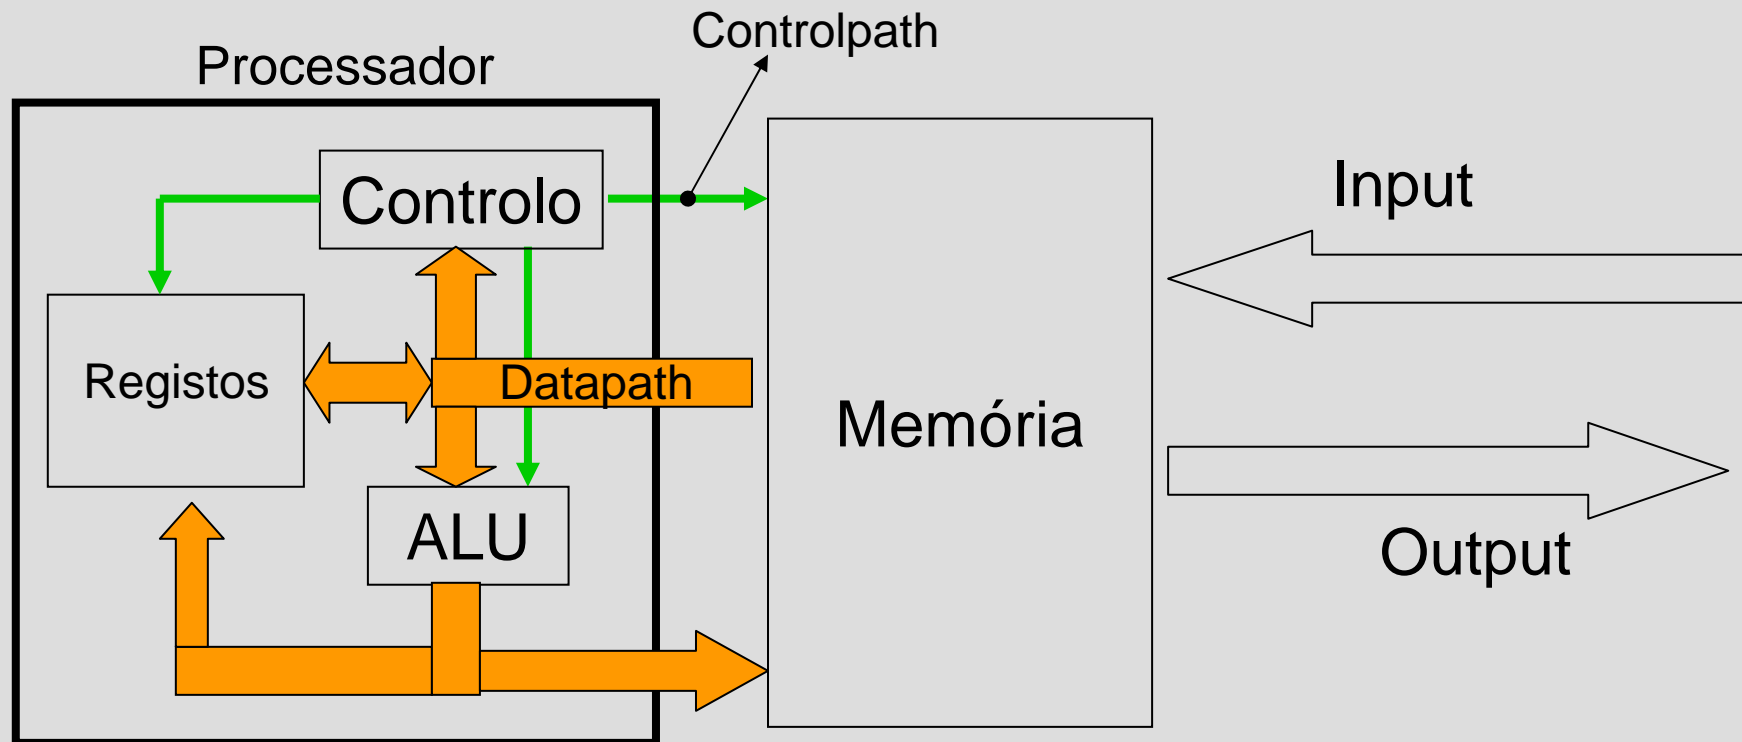 Controlpath
Processador
Controlo
Input
Registos
Datapath
Memória
ALU
Output